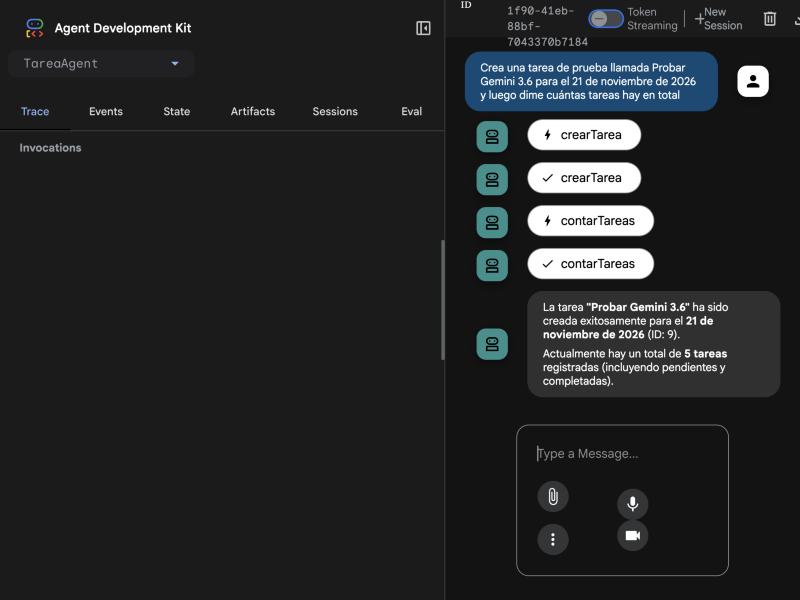 Agent Development Kit
TareaAgent
Trace Events State Artifacts Sessions Eval
Invocations
ID
1f90-41eb-
88bf-
7043370b7184
Token
Streaming
New
Session
Crea una tarea de prueba llamada Probar
Gemini 3.6 para el 21 de noviembre de 2026
y luego dime cuántas tareas hay en total
crearTarea
crearTarea
contarTareas
contarTareas
La tarea "Probar Gemini 3.6" ha sido
creada exitosamente para el 21 de
noviembre de 2026 (ID: 9).
Actualmente hay un total de 5 tareas
registradas (incluyendo pendientes y
completadas).
Type a Message...